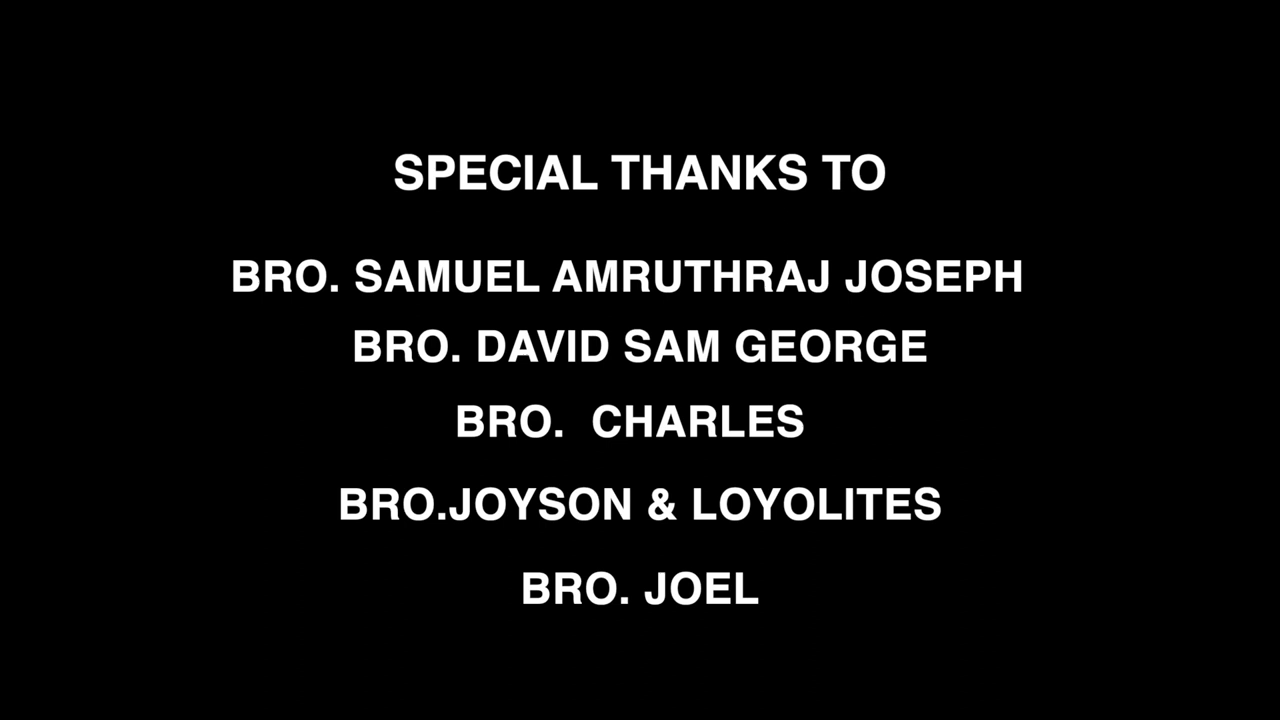 SPECIAL THANKS TO
BRO. SAMUEL AMRUTHRAJ JOSEPH
BRO. DAVID SAM GEORGE
BRO.  CHARLES
BRO.JOYSON & LOYOLITES
BRO. JOEL